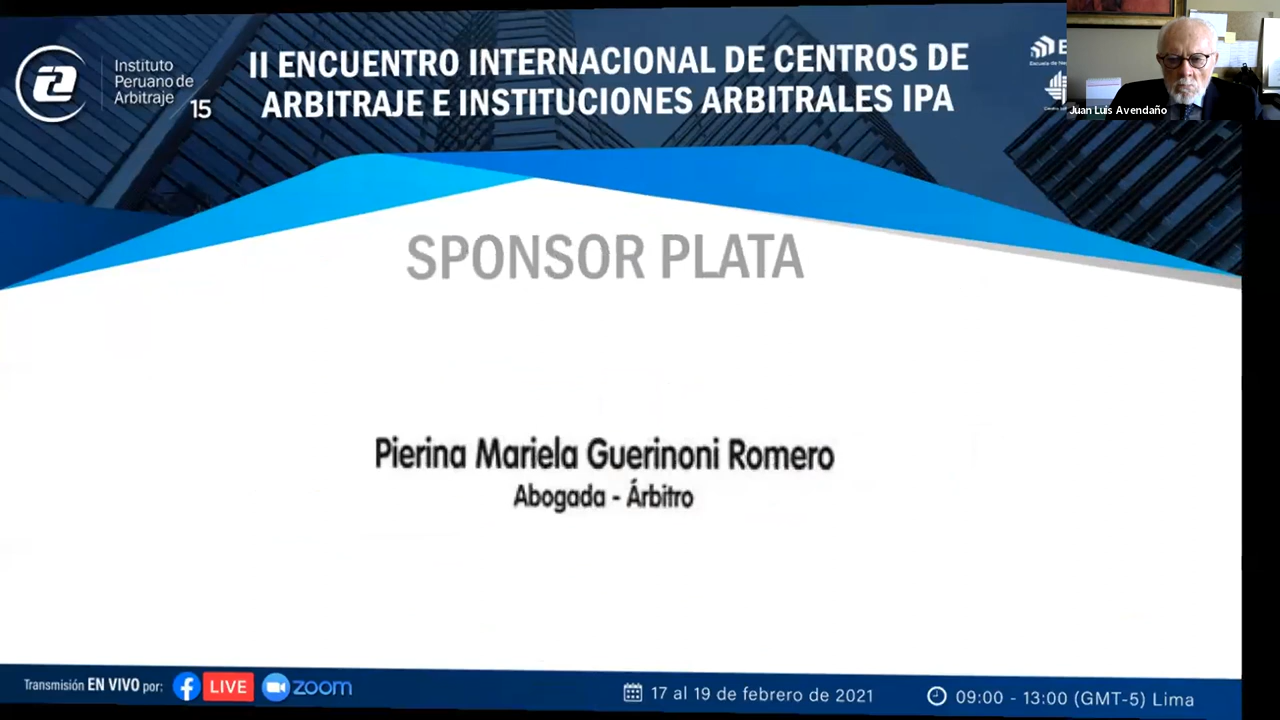 Instituto
Peruano de
Arbitraje 15
II ENCUENTRO INTERNACIONAL DE CENTROS DE
ARBITRAJE E INSTITUCIONES ARBITRALES IPA
Juan Luis Avendaño
SPONSOR PLATA
Pierina Mariela Guerinoni Romero
Abogada - Árbitro
Transmisión EN VIVO por: LIVE zoom
17 al 19 de febrero de 2021
09:00 - 13:00 (GMT-5) Lima